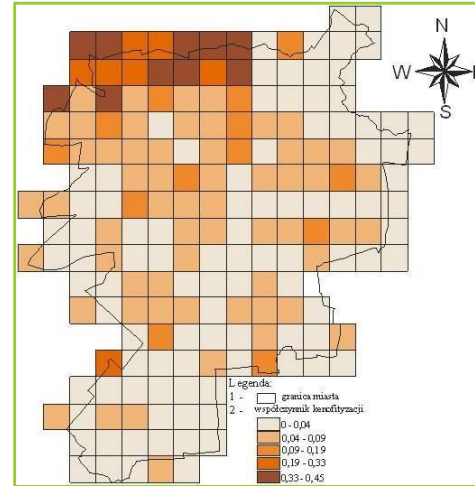 N
W
S
Legenda:
1 - granica miasta
2 - współczynnik kenofityzacji
0 - 0,04
0,04 - 0,09
0,09 - 0,19
0,19 - 0,33
0,33 - 0,45